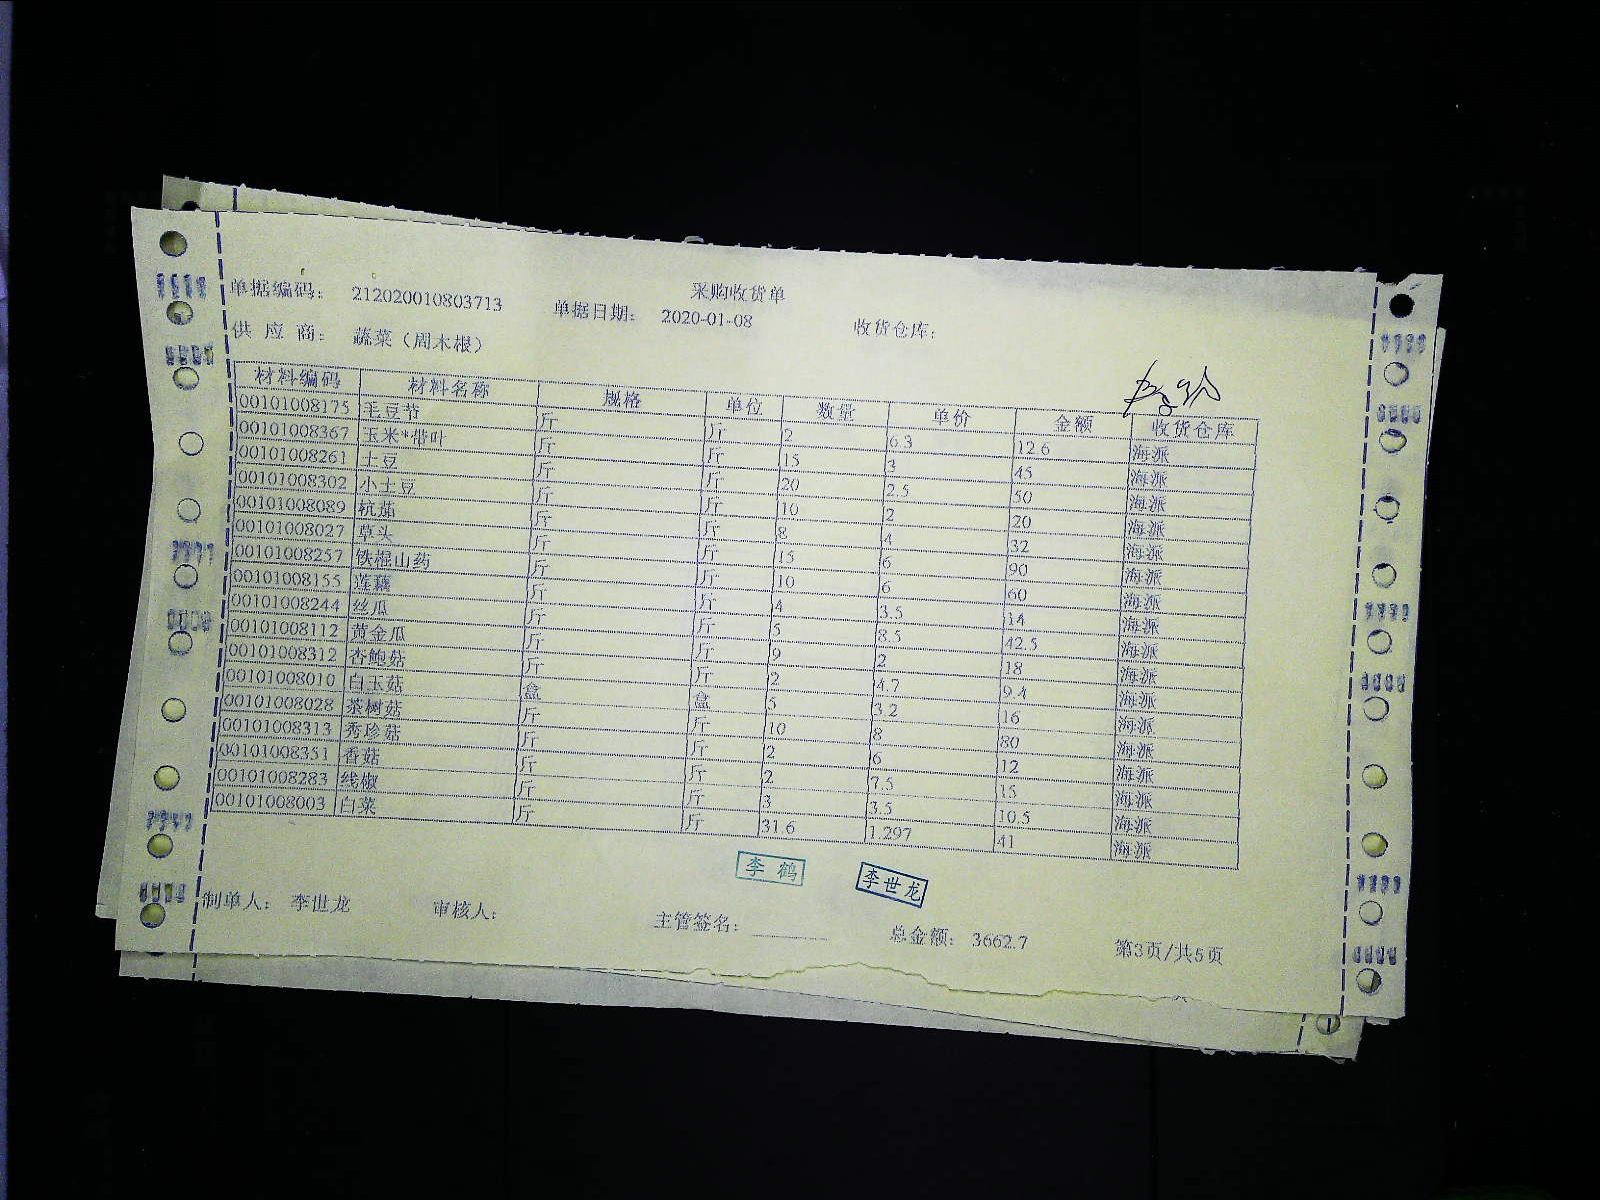 采购收货单
单据编码： 212020010803713 单据日期： 2020-01-08 收货仓库：
供 应 商： 蔬菜（周木根）
材料编码 材料名称 规格 单位 数量 单价 金额 收货仓库
00101008175 毛豆节 斤 斤 2 6.3 12.6 海派
00101008367 玉米*带叶 斤 斤 15 3 45 海派
00101008261 土豆 斤 斤 20 2.5 50 海派
00101008302 小土豆 斤 斤 10 2 20 海派
00101008089 杭茄 斤 斤 8 4 32 海派
00101008027 草头 斤 斤 15 6 90 海派
00101008257 铁棍山药 斤 斤 10 6 60 海派
00101008155 莲藕 斤 斤 4 3.5 14 海派
00101008244 丝瓜 斤 斤 5 8.5 42.5 海派
00101008112 黄金瓜 斤 斤 9 2 18 海派
00101008312 杏鲍菇 斤 斤 2 4.7 9.4 海派
00101008010 白玉菇 盒 盒 5 3.2 16 海派
00101008028 茶树菇 斤 斤 10 8 80 海派
00101008313 秀珍菇 斤 斤 2 6 12 海派
00101008351 香菇 斤 斤 2 7.5 15 海派
00101008283 线椒 斤 斤 3 3.5 10.5 海派
00101008003 白菜 斤 斤 31.6 1.297 41 海派
李鹤 李世龙
制单人： 李世龙 审核人： 主管签名： 总金额： 3662.7 第3页/共5页